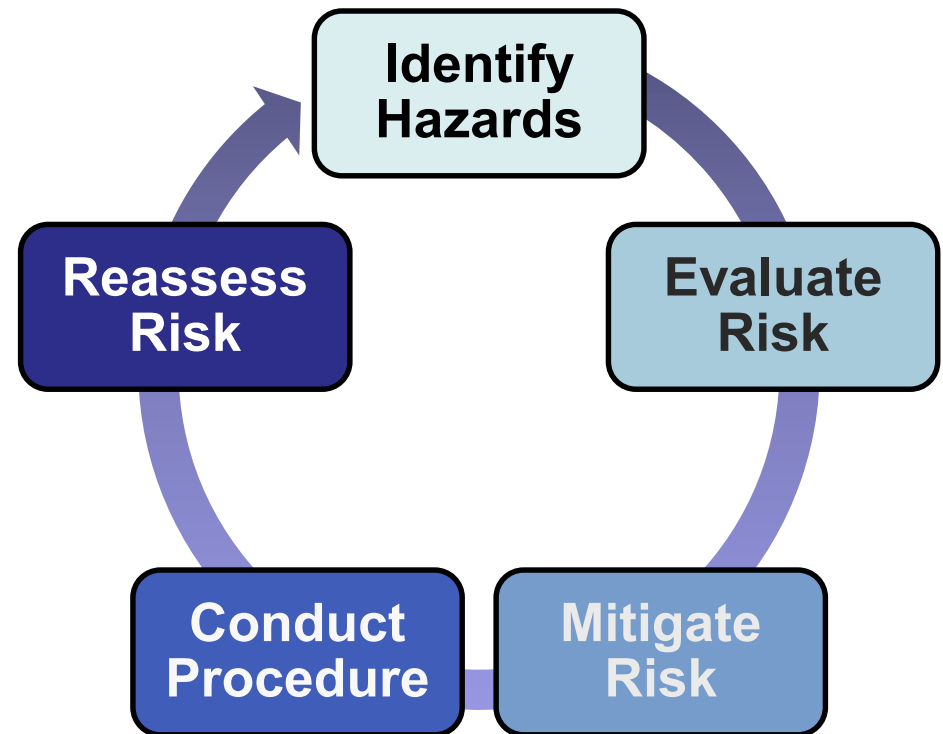 Identify
Hazards
Evaluate
Risk
Mitigate
Risk
Conduct
Procedure
Reassess
Risk